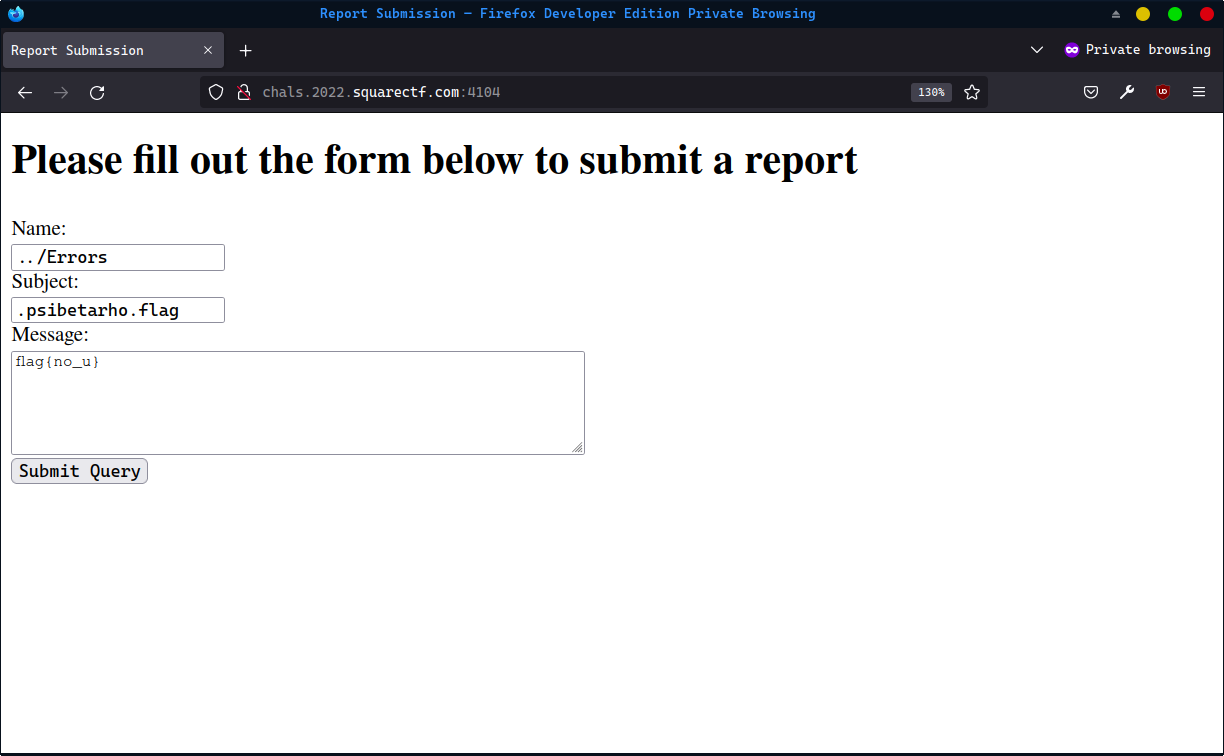 Report Submission — Firefox Developer Edition Private Browsing
Report Submission
Private browsing
chals.2022.squarectf.com:4104
130%
Please fill out the form below to submit a report
Name:
../Errors
Subject:
.psibetarho.flag
Message:
flag{no_u}
Submit Query